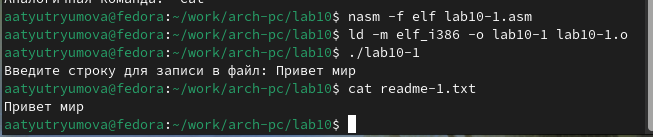 aatyutryumova@fedora:~/work/arch-pc/lab10$ nasm -f elf lab10-1.asm
aatyutryumova@fedora:~/work/arch-pc/lab10$ ld -m elf_i386 -o lab10-1 lab10-1.o
aatyutryumova@fedora:~/work/arch-pc/lab10$ ./lab10-1
Введите строку для записи в файл: Привет мир
aatyutryumova@fedora:~/work/arch-pc/lab10$ cat readme-1.txt
Привет мир
aatyutryumova@fedora:~/work/arch-pc/lab10$